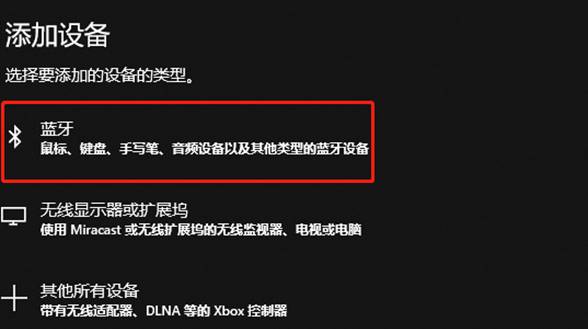 添加设备
选择要添加的设备的类型。
蓝牙
鼠标、键盘、手写笔、音频设备以及其他类型的蓝牙设备
无线显示器或扩展坞
使用 Miracast 或无线扩展坞的无线监视器、电视或电脑
其他所有设备
带有无线适配器、DLNA 等的 Xbox 控制器